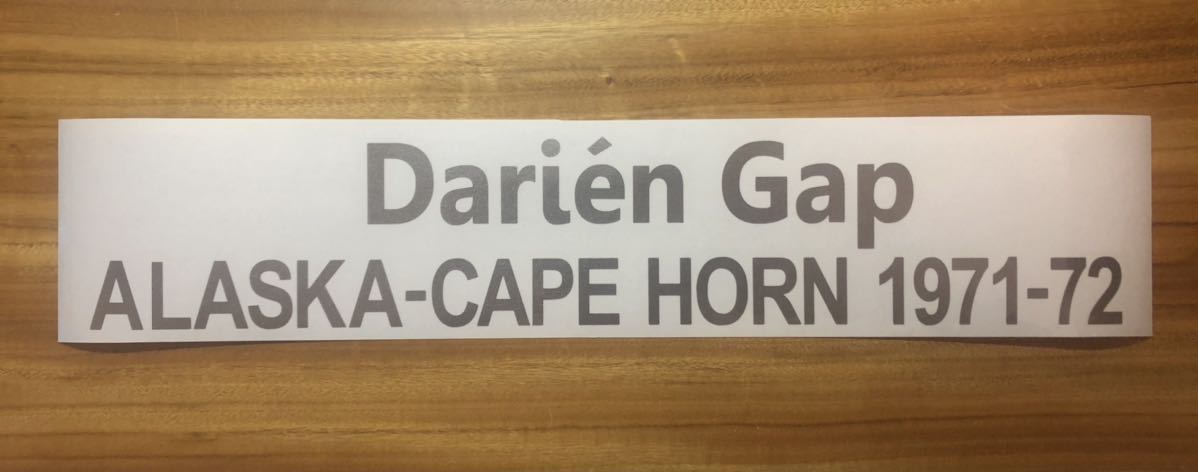 Darién Gap
ALASKA-CAPE HORN 1971-72